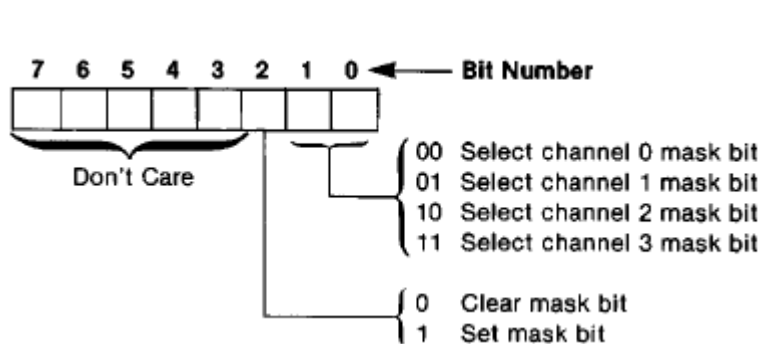 7 6 5 4 3 2 1 0 Bit Number
Don't Care
00 Select channel 0 mask bit
01 Select channel 1 mask bit
10 Select channel 2 mask bit
11 Select channel 3 mask bit
0 Clear mask bit
1 Set mask bit